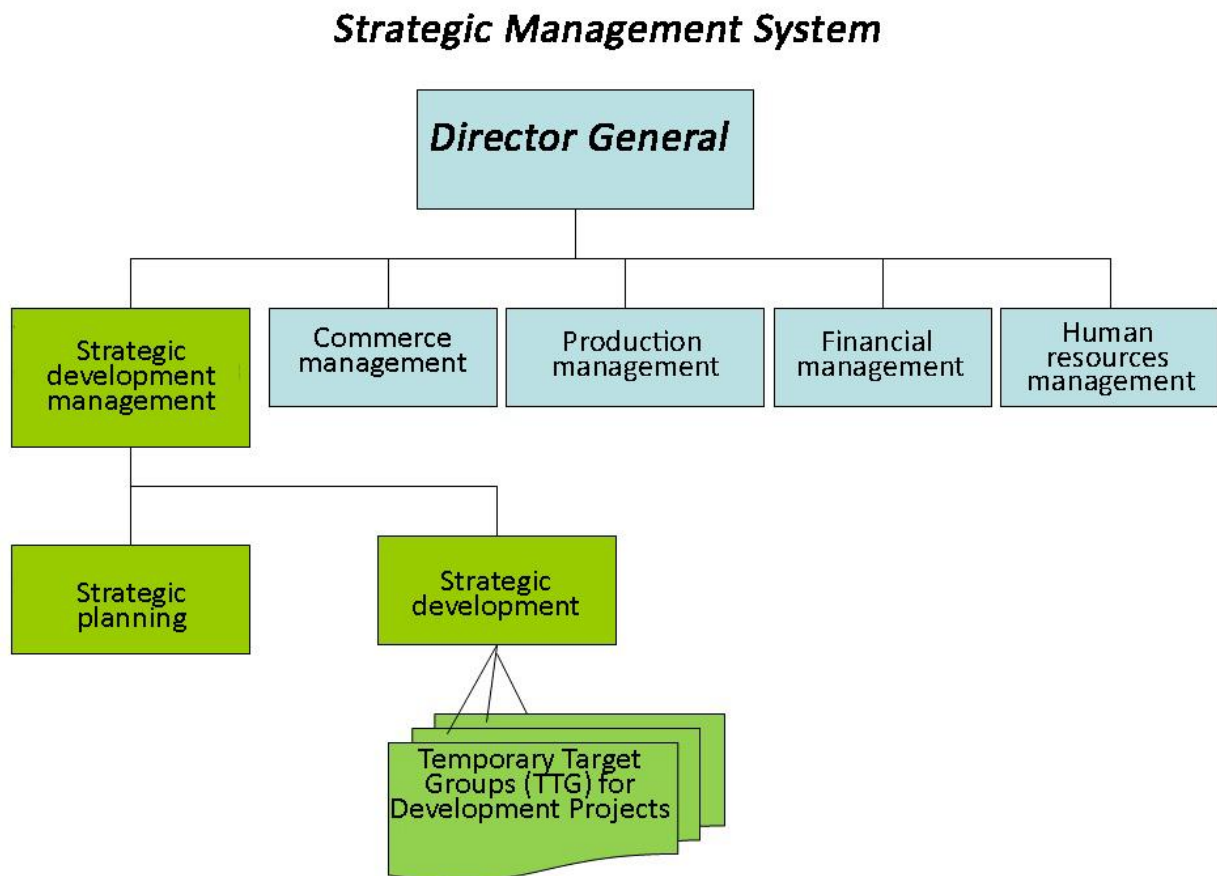 Strategic Management System
Director General
Strategic
development
management
Commerce
management
Production
management
Financial
management
Human
resources
management
Strategic
planning
Strategic
development
Temporary Target
Groups (TTG) for
Development Projects